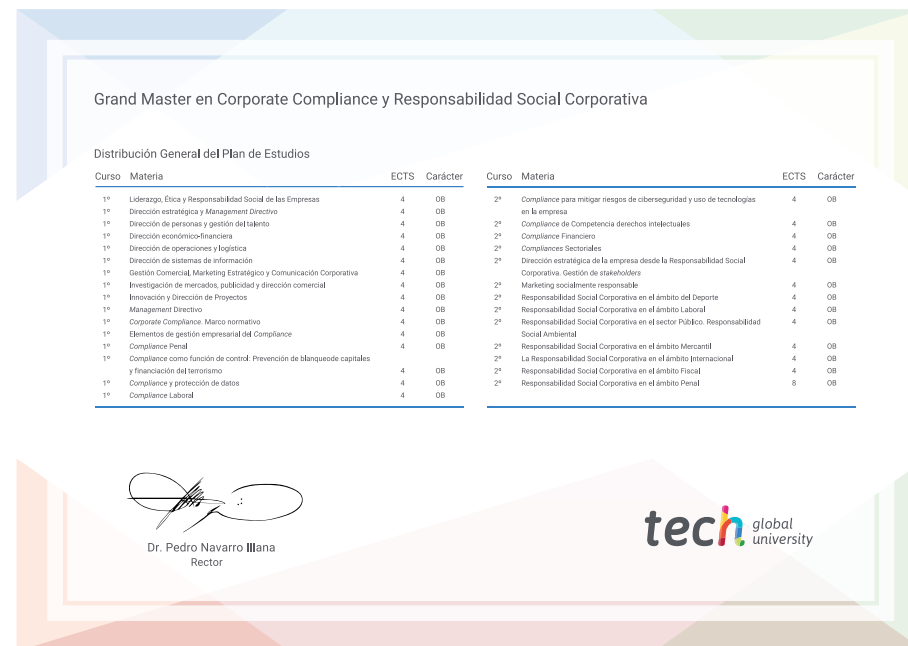 Grand Master en Corporate Compliance y Responsabilidad Social Corporativa
Distribución General del Plan de Estudios
Curso Materia ECTS Carácter
1º Liderazgo, Ética y Responsabilidad Social de las Empresas 4 OB
1º Dirección estratégica y Management Directivo 4 OB
1º Dirección de personas y gestión del talento 4 OB
1º Dirección económico-financiera 4 OB
1º Dirección de operaciones y logística 4 OB
1º Dirección de sistemas de información 4 OB
1º Gestión Comercial, Marketing Estratégico y Comunicación Corporativa 4 OB
1º Investigación de mercados, publicidad y dirección comercial 4 OB
1º Innovación y Dirección de Proyectos 4 OB
1º Management Directivo 4 OB
1º Corporate Compliance. Marco normativo 4 OB
1º Elementos de gestión empresarial del Compliance 4 OB
1º Compliance Penal 4 OB
1º Compliance como función de control: Prevención de blanqueode capitales
y financiación del terrorismo 4 OB
1º Compliance y protección de datos 4 OB
1º Compliance Laboral 4 OB
Curso Materia ECTS Carácter
2º Compliance para mitigar riesgos de ciberseguridad y uso de tecnologías 4 OB
en la empresa
2º Compliance de Competencia derechos intelectuales 4 OB
2º Compliance Financiero 4 OB
2º Compliances Sectoriales 4 OB
2º Dirección estratégica de la empresa desde la Responsabilidad Social 4 OB
Corporativa. Gestión de stakeholders
2º Marketing socialmente responsable 4 OB
2º Responsabilidad Social Corporativa en el ámbito del Deporte 4 OB
2º Responsabilidad Social Corporativa en el ámbito Laboral 4 OB
2º Responsabilidad Social Corporativa en el sector Público. Responsabilidad 4 OB
Social Ambiental
2º Responsabilidad Social Corporativa en el ámbito Mercantil 4 OB
2º La Responsabilidad Social Corporativa en el ámbito Internacional 4 OB
2º Responsabilidad Social Corporativa en el ámbito Fiscal 4 OB
2º Responsabilidad Social Corporativa en el ámbito Penal 8 OB
Dr. Pedro Navarro Illana
Rector
tech global
university